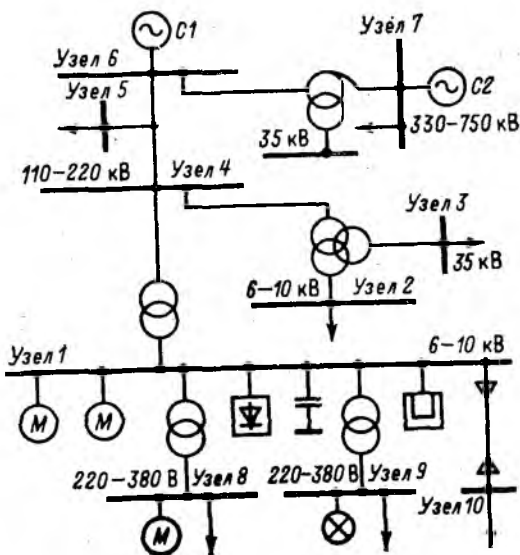 С1
Узел 7
Узел 6
Узел 5
С2
330–750 кВ
35 кВ
110–220 кВ
Узел 4
Узел 3
35 кВ
6–10 кВ
Узел 2
Узел 1
6–10 кВ
М
М
220–380 В
Узел 8
220–380 В
Узел 9
Узел 10
М